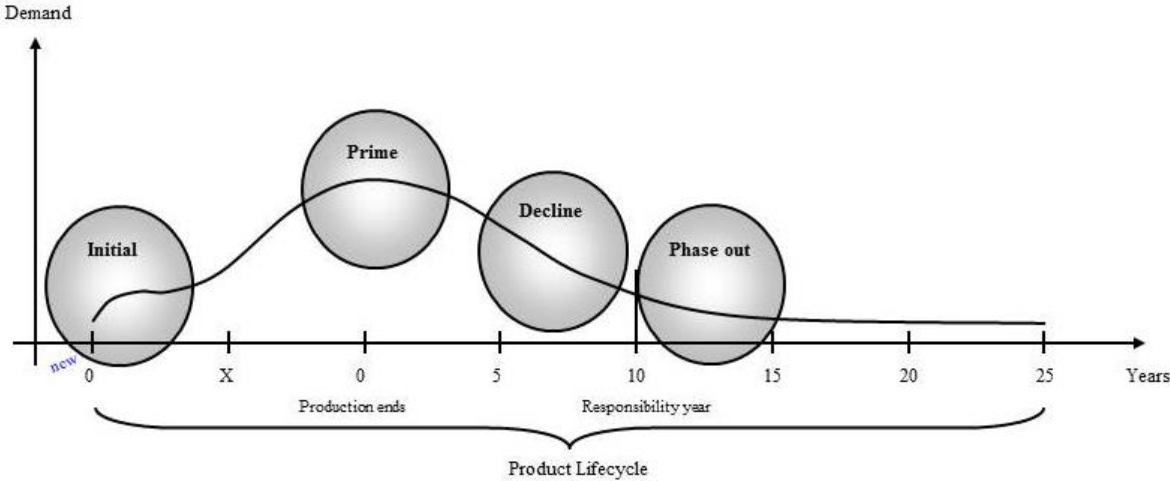 Demand
Prime
Decline
Initial
Phase out
new
0 X 0 5 10 15 20 25 Years
Production ends Responsibility year
Product Lifecycle